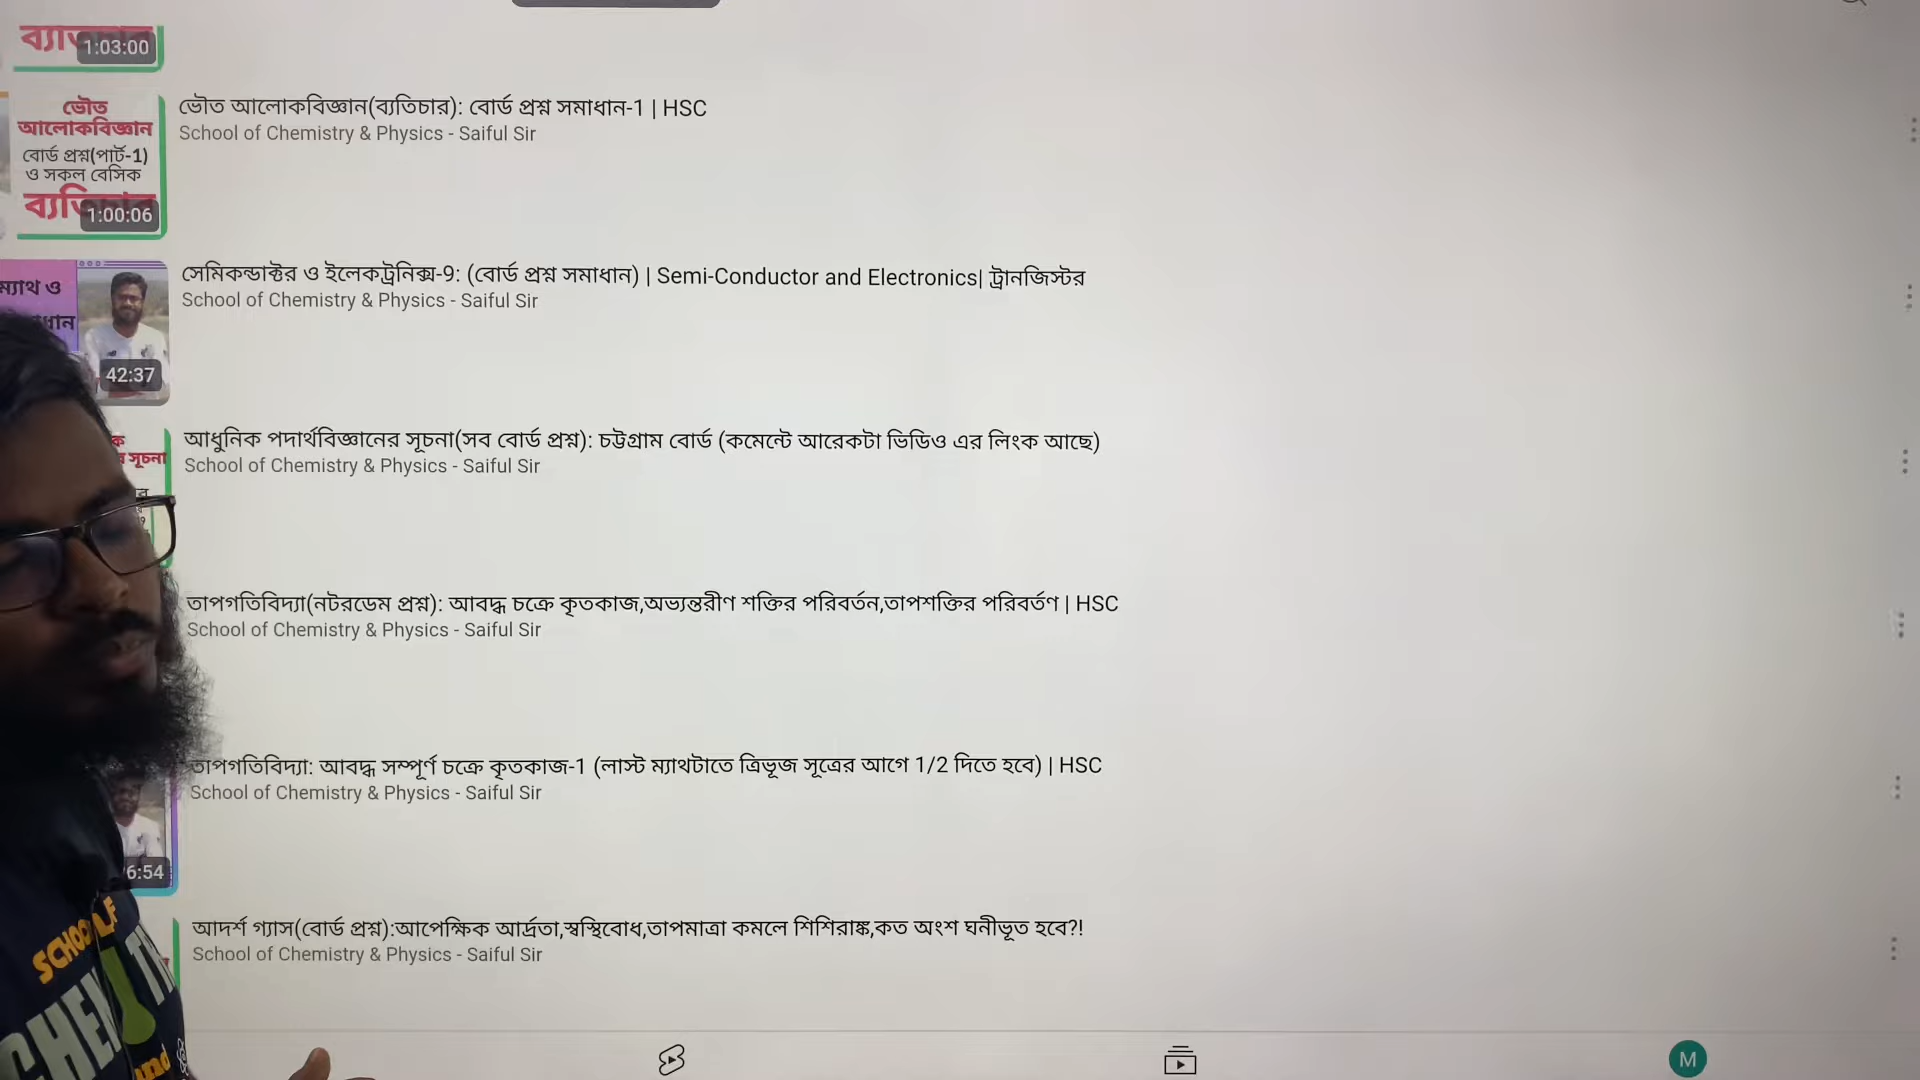 1:03:00
ভৌত
আলোকবিজ্ঞান
বোর্ড প্রশ্ন(পার্ট-1)
ও সকল বেসিক
1:00:06
ভৌত আলোকবিজ্ঞান(ব্যতিচার): বোর্ড প্রশ্ন সমাধান-1 | HSC
School of Chemistry & Physics - Saiful Sir
ম্যাথ ও
42:37
সেমিকন্ডাক্টর ও ইলেকট্রনিক্স-9: (বোর্ড প্রশ্ন সমাধান) | Semi-Conductor and Electronics| ট্রানজিস্টর
School of Chemistry & Physics - Saiful Sir
সূচনা
আধুনিক পদার্থবিজ্ঞানের সূচনা(সব বোর্ড প্রশ্ন): চট্টগ্রাম বোর্ড (কমেন্টে আরেকটা ভিডিও এর লিংক আছে)
School of Chemistry & Physics - Saiful Sir
তাপগতিবিদ্যা(নটরডেম প্রশ্ন): আবদ্ধ চক্রে কৃতকাজ,অভ্যন্তরীণ শক্তির পরিবর্তন,তাপশক্তির পরিবর্তণ | HSC
School of Chemistry & Physics - Saiful Sir
তাপগতিবিদ্যা: আবদ্ধ সম্পূর্ণ চক্রে কৃতকাজ-1 (লাস্ট ম্যাথটাতে ত্রিভূজ সূত্রের আগে 1/2 দিতে হবে) | HSC
School of Chemistry & Physics - Saiful Sir
6:54
আদর্শ গ্যাস(বোর্ড প্রশ্ন):আপেক্ষিক আর্দ্রতা,স্বস্থিবোধ,তাপমাত্রা কমলে শিশিরাঙ্ক,কত অংশ ঘনীভূত হবে?!
School of Chemistry & Physics - Saiful Sir
M